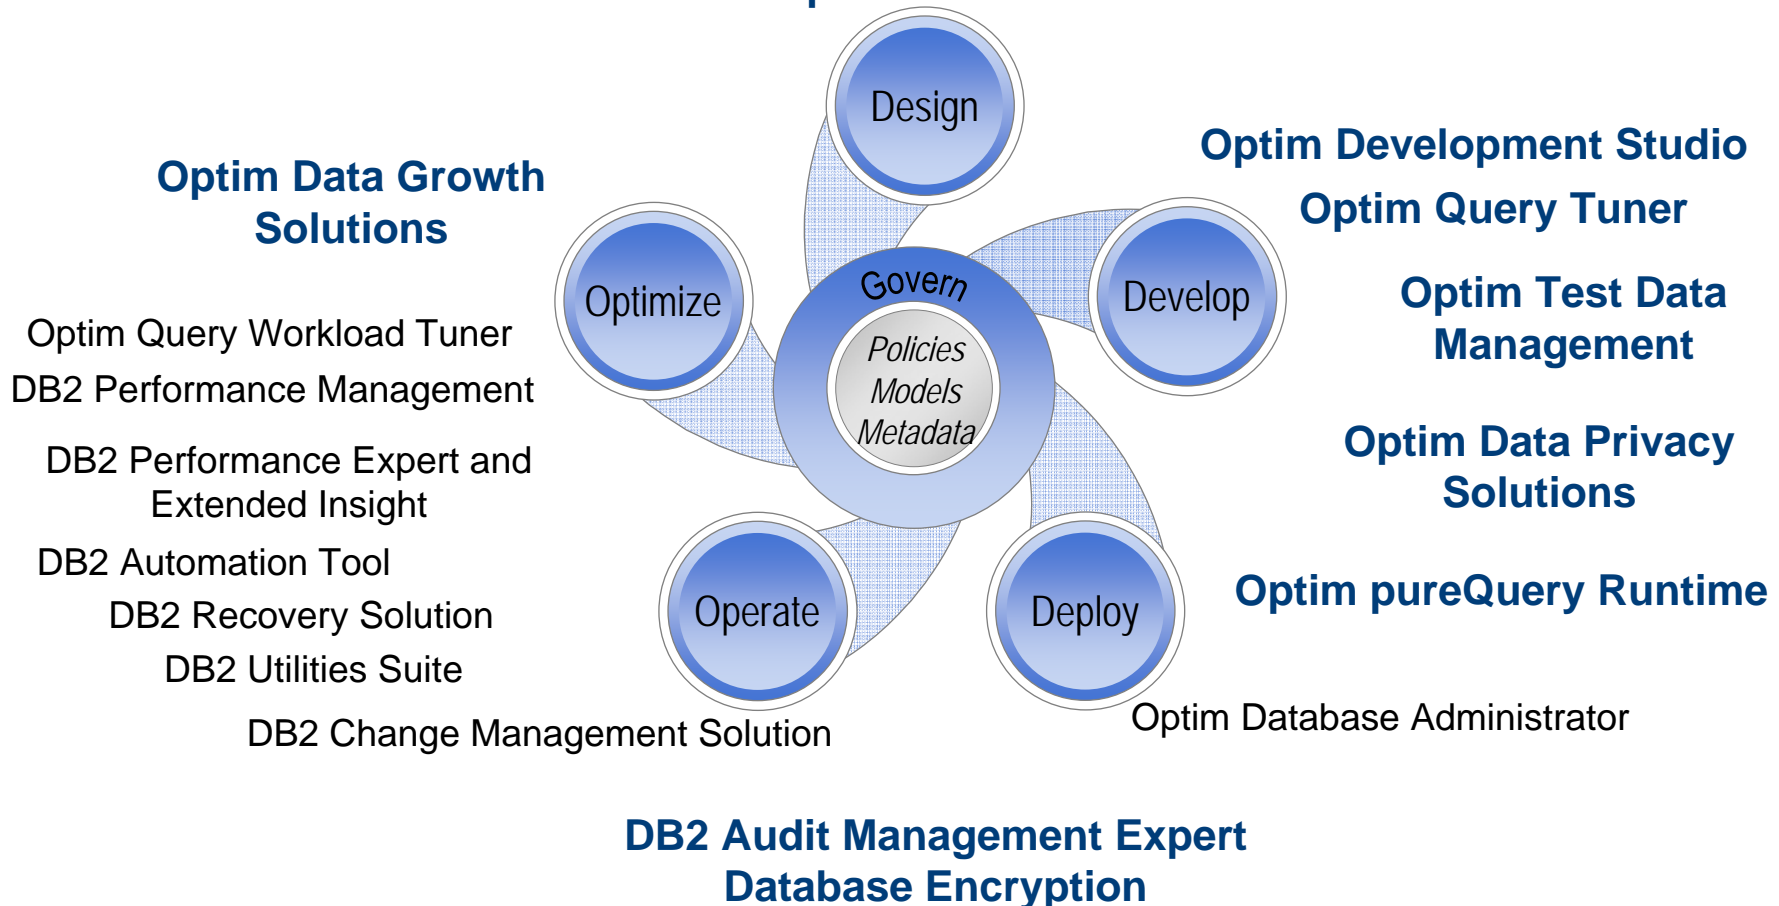 Design
Optim Development Studio
Optim Data Growth
Solutions
Optim Query Tuner
Govern
Optimize
Develop
Optim Test Data
Management
Policies
Models
Metadata
Optim Query Workload Tuner
DB2 Performance Management
DB2 Performance Expert and
Extended Insight
Optim Data Privacy
Solutions
DB2 Automation Tool
DB2 Recovery Solution
DB2 Utilities Suite
Operate
Deploy
Optim pureQuery Runtime
DB2 Change Management Solution
Optim Database Administrator
DB2 Audit Management Expert
Database Encryption